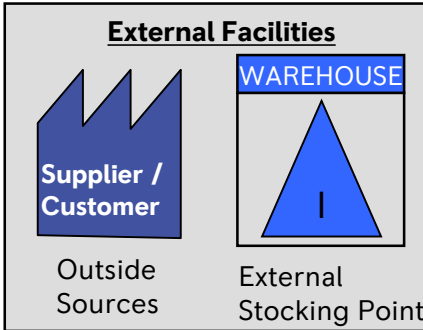 External Facilities
Supplier /
Customer
WAREHOUSE
I
Outside
Sources
External
Stocking Point